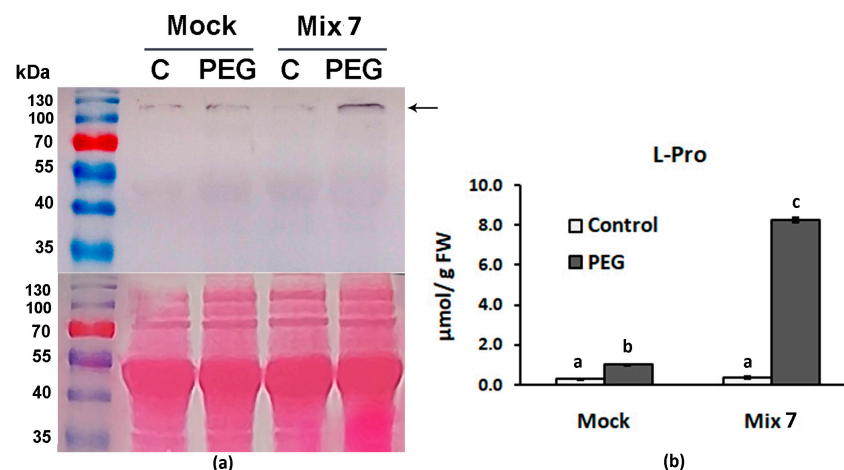 Mock Mix 7
kDa C PEG C PEG
130
100
70
55
40
35
130
100
70
55
40
35
(a)
L-Pro
µmol/ g FW
10.0
8.0
6.0
4.0
2.0
0.0
Control
PEG
a b a c
Mock Mix 7
(b)